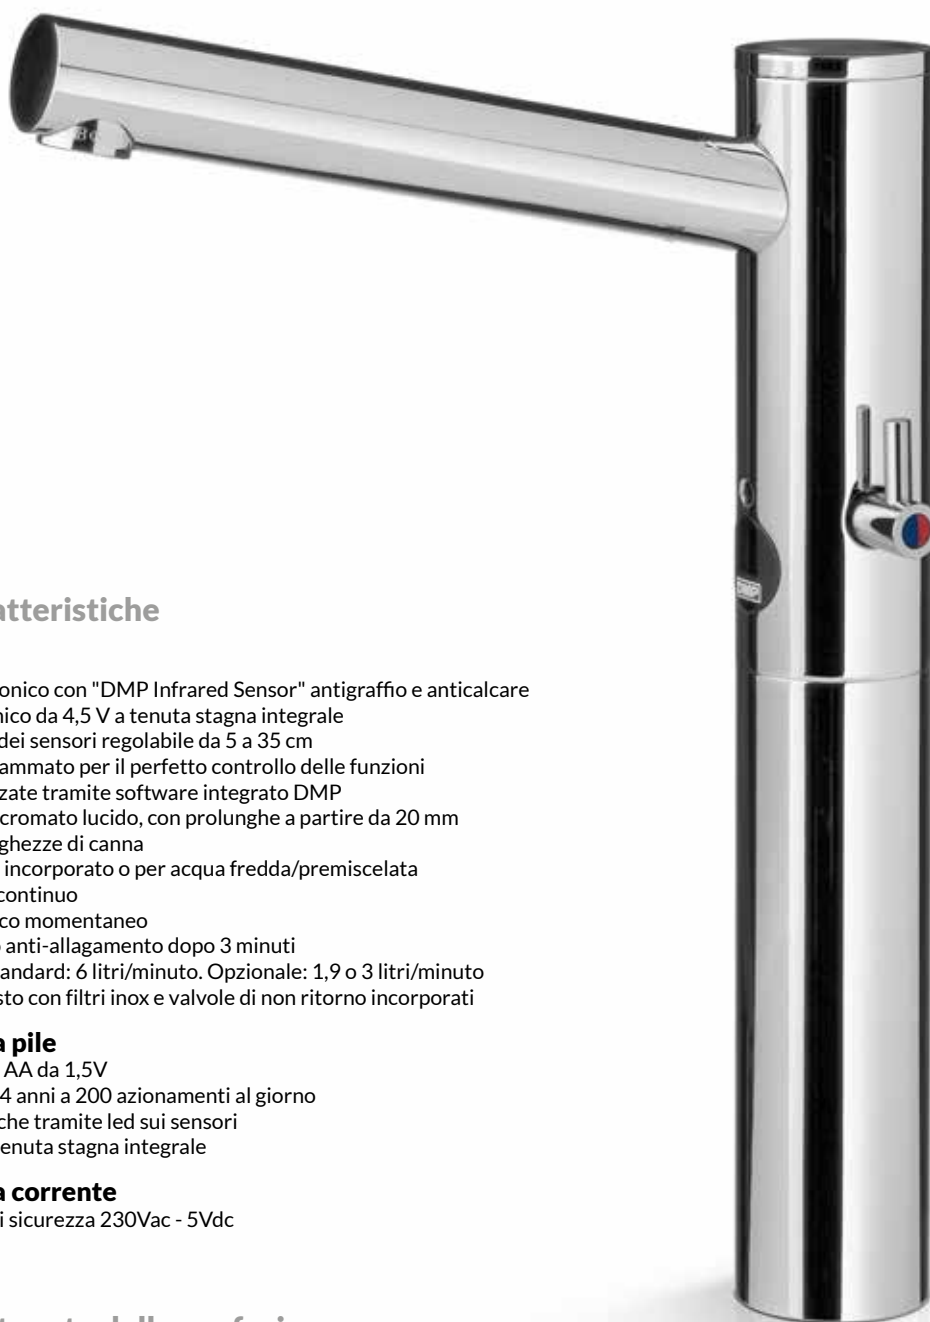 atteristiche
onico con "DMP Infrared Sensor" antigraffio e anticalcare
nico da 4,5 V a tenuta stagna integrale
dei sensori regolabile da 5 a 35 cm
ammato per il perfetto controllo delle funzioni
zate tramite software integrato DMP
cromato lucido, con prolunghe a partire da 20 mm
ghezze di canna
incorporato o per acqua fredda/premiscelata
continuo
co momentaneo
anti-allagamento dopo 3 minuti
andard: 6 litri/minuto. Opzionale: 1,9 o 3 litri/minuto
sto con filtri inox e valvole di non ritorno incorporati
a pile
AA da 1,5V
4 anni a 200 azionamenti al giorno
che tramite led sui sensori
enuta stagna integrale
a corrente
i sicurezza 230Vac - 5Vdc
DMP